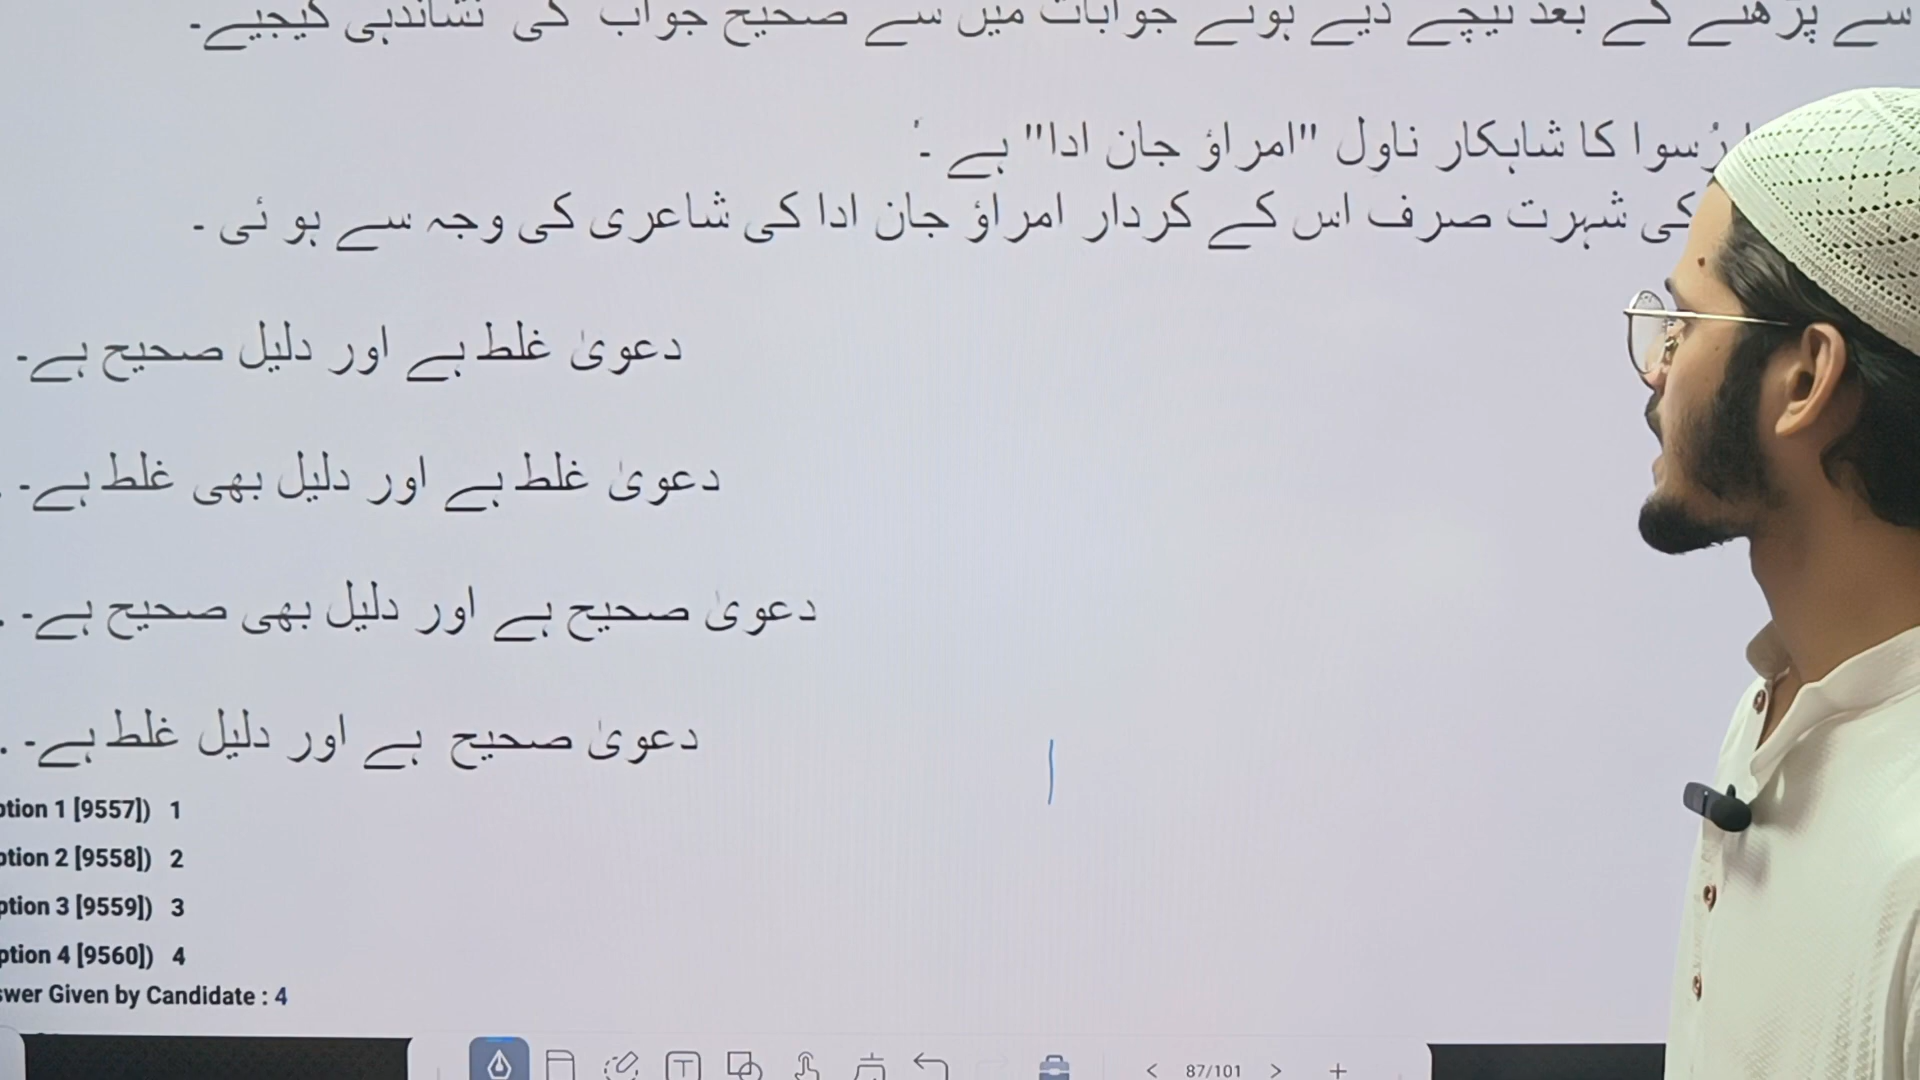 سے پڑھنے کے بعد نیچے دیے ہوئے جوابات میں سے صحیح جواب کی نشاندہی کیجیے۔
رُسوا کا شاہکار ناول "امراؤ جان ادا" ہے ۔
کی شہرت صرف اس کے کردار امراؤ جان ادا کی شاعری کی وجہ سے ہو ئی ۔
دعویٰ غلط ہے اور دلیل صحیح ہے۔
دعویٰ غلط ہے اور دلیل بھی غلط ہے۔
دعویٰ صحیح ہے اور دلیل بھی صحیح ہے۔
دعویٰ صحیح ہے اور دلیل غلط ہے۔
ption 1 [9557]) 1
ption 2 [9558]) 2
ption 3 [9559]) 3
ption 4 [9560]) 4
swer Given by Candidate : 4
87/101